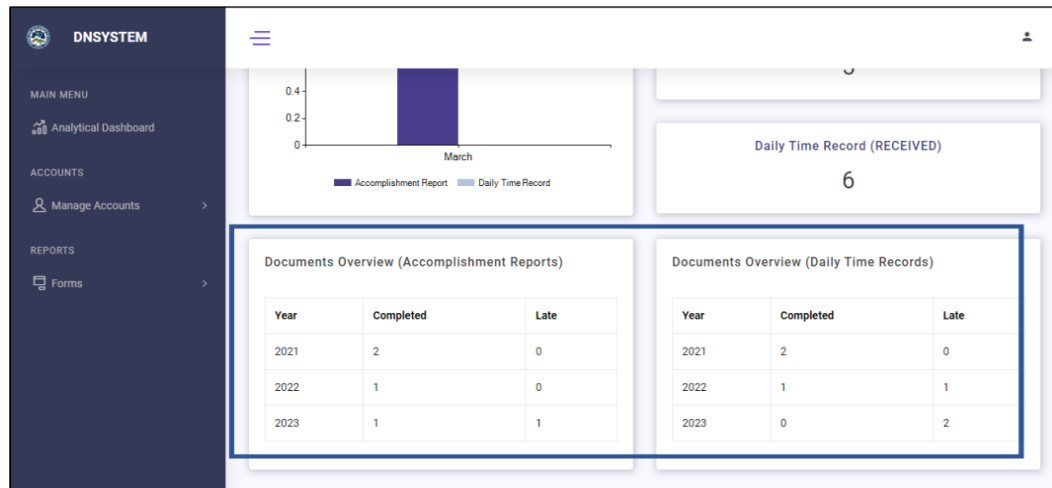 DNSYSTEM
MAIN MENU
Analytical Dashboard
ACCOUNTS
Manage Accounts
REPORTS
Forms
0.4
0.2
0
March
Accomplishment Report Daily Time Record
Daily Time Record (RECEIVED)
6
Documents Overview (Accomplishment Reports)
Year Completed Late
2021 2 0
2022 1 0
2023 1 1
Documents Overview (Daily Time Records)
Year Completed Late
2021 2 0
2022 1 1
2023 0 2